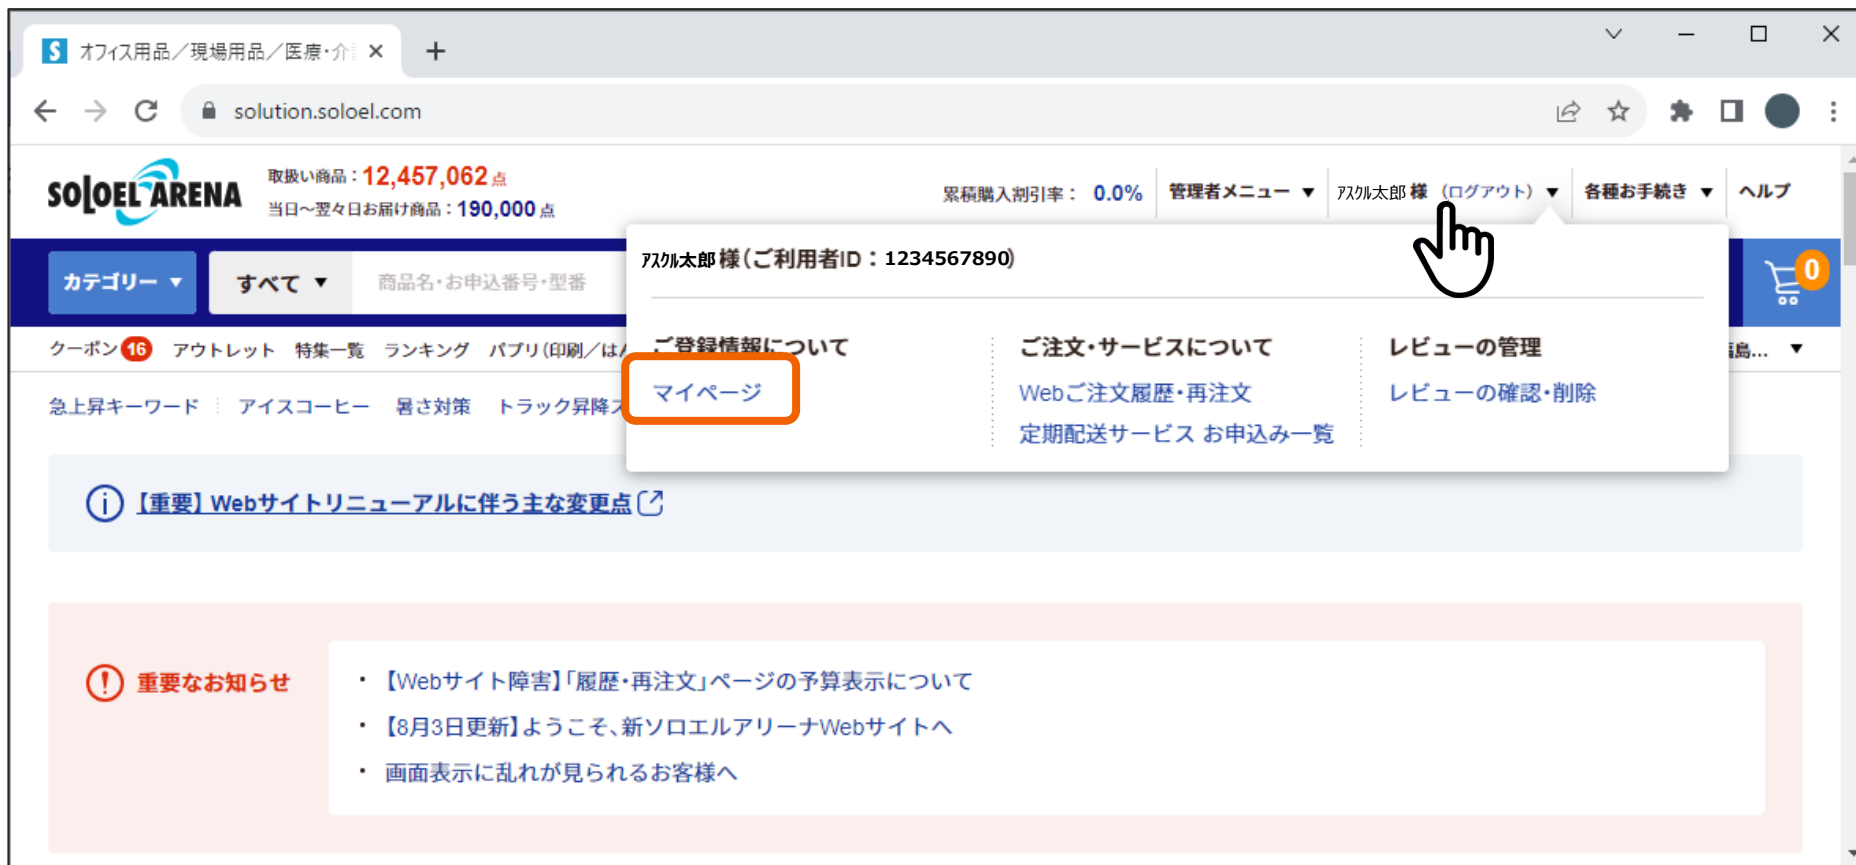 S オフィス用品／現場用品／医療・介
solution.soloel.com
SOLOEL ARENA
取扱い商品：12,457,062点
当日〜翌々日お届け商品：190,000点
累積購入割引率： 0.0%
管理者メニュー ▼
ｱｽｸﾙ太郎 様 （ログアウト） ▼
各種お手続き ▼
ヘルプ
カテゴリー ▼
すべて ▼
商品名・お申込番号・型番
0
ｱｽｸﾙ太郎 様（ご利用者ID：1234567890）
ご登録情報について
マイページ
ご注文・サービスについて
Webご注文履歴・再注文
定期配送サービス お申込み一覧
レビューの管理
レビューの確認・削除
クーポン 16 アウトレット 特集一覧 ランキング パプリ（印刷／は
島... ▼
急上昇キーワード アイスコーヒー 暑さ対策 トラック昇降
【重要】Webサイトリニューアルに伴う主な変更点
重要なお知らせ
・ 【Webサイト障害】「履歴・再注文」ページの予算表示について
・ 【8月3日更新】ようこそ、新ソロエルアリーナWebサイトへ
・ 画面表示に乱れが見られるお客様へ